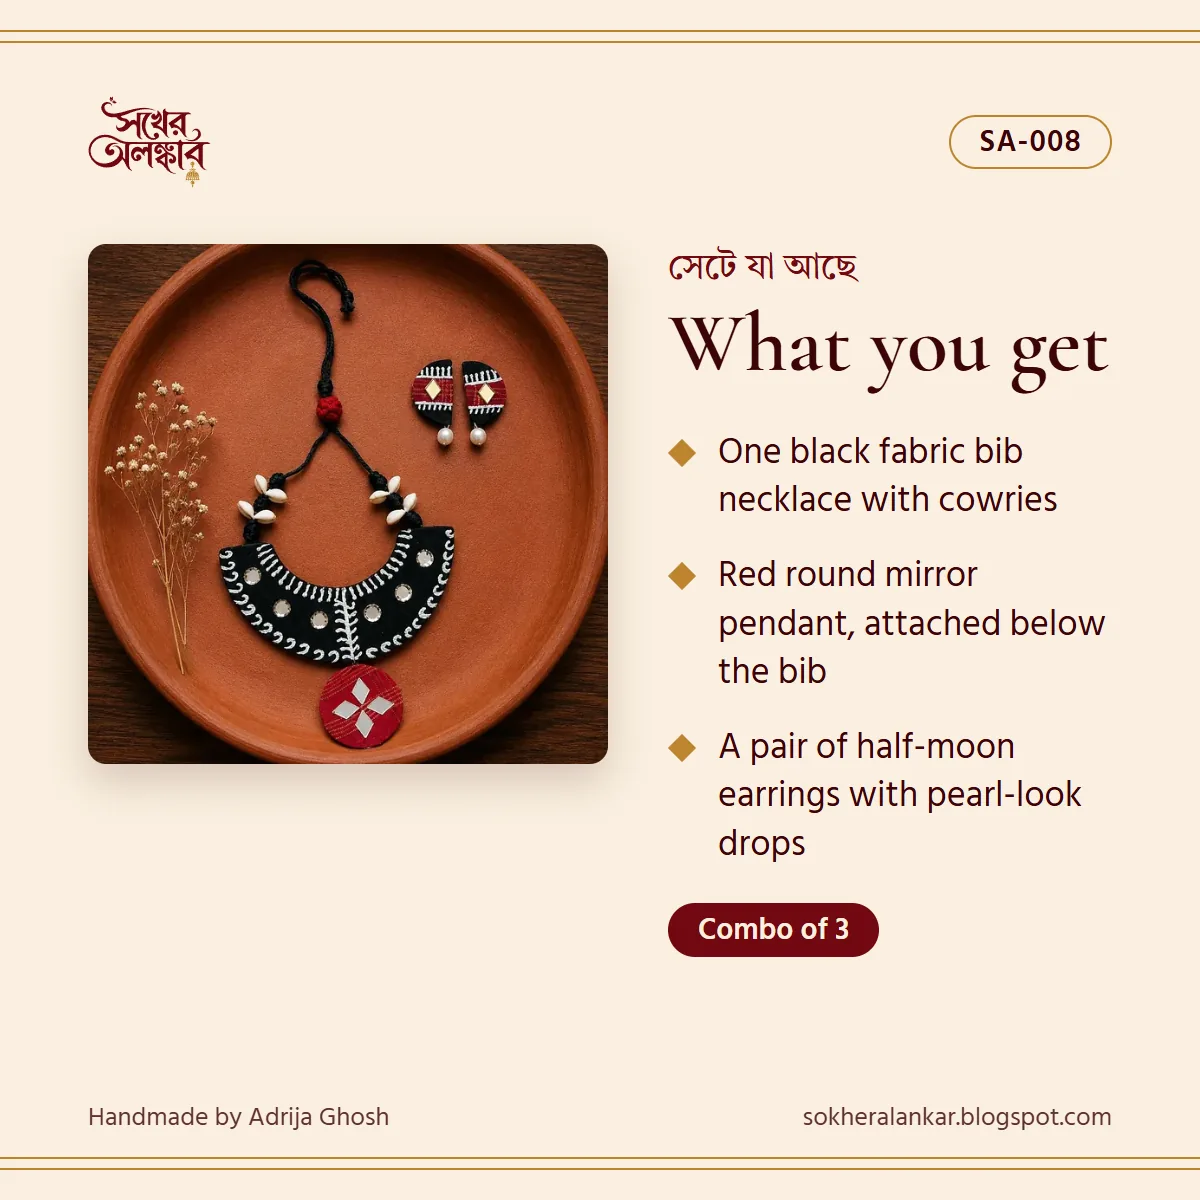 সখের
অলঙ্কার
SA-008
সেটে যা আছে
What you get
One black fabric bib
necklace with cowries
Red round mirror
pendant, attached below
the bib
A pair of half-moon
earrings with pearl-look
drops
Combo of 3
Handmade by Adrija Ghosh
sokheralankar.blogspot.com